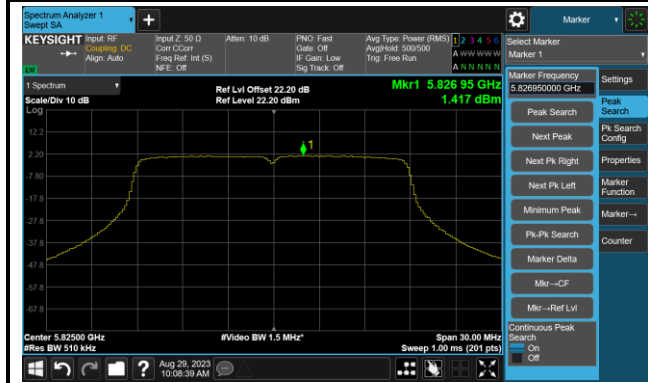 Spectrum Analyzer 1
Swept SA
+
Marker
KEYSIGHT
Input: RF
Coupling: DC
Align: Auto
Input Z: 50 Ω
Corr CCorr
Freq Ref: Int (S)
NFE: Off
Atten: 10 dB
PNO: Fast
Gate: Off
IF Gain: Low
Sig Track: Off
Avg Type: Power (RMS)
Avg|Hold: 500/500
Trig: Free Run
1 2 3 4 5 6
A W W W W W
A N N N N N
Select Marker
Marker 1
1 Spectrum
Scale/Div 10 dB
Log
Ref Lvl Offset 22.20 dB
Ref Level 22.20 dBm
Mkr1 5.826 95 GHz
1.417 dBm
Marker Frequency
5.826950000 GHz
Settings
Peak Search
Peak
Search
Next Peak
Pk Search
Config
Next Pk Right
Properties
Next Pk Left
Marker
Function
Minimum Peak
Marker→
Pk-Pk Search
Counter
Marker Delta
Mkr→CF
Mkr→Ref Lvl
Continuous Peak
Search
On
Off
12.2
2.20
-7.80
-17.8
-27.8
-37.8
-47.8
-57.8
-67.8
1
Center 5.82500 GHz
#Res BW 510 kHz
#Video BW 1.5 MHz*
Span 30.00 MHz
Sweep 1.00 ms (201 pts)
?
Aug 29, 2023
10:08:39 AM